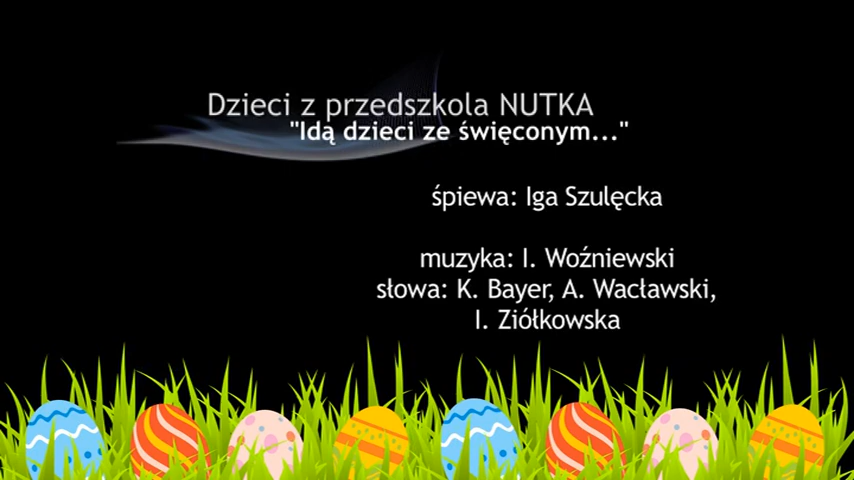 Dzieci z przedszkola NUTKA
"Idą dzieci ze święconym..."
śpiewa: Iga Szulęcka
muzyka: I. Woźniewski
słowa: K. Bayer, A. Wacławski,
I. Ziółkowska